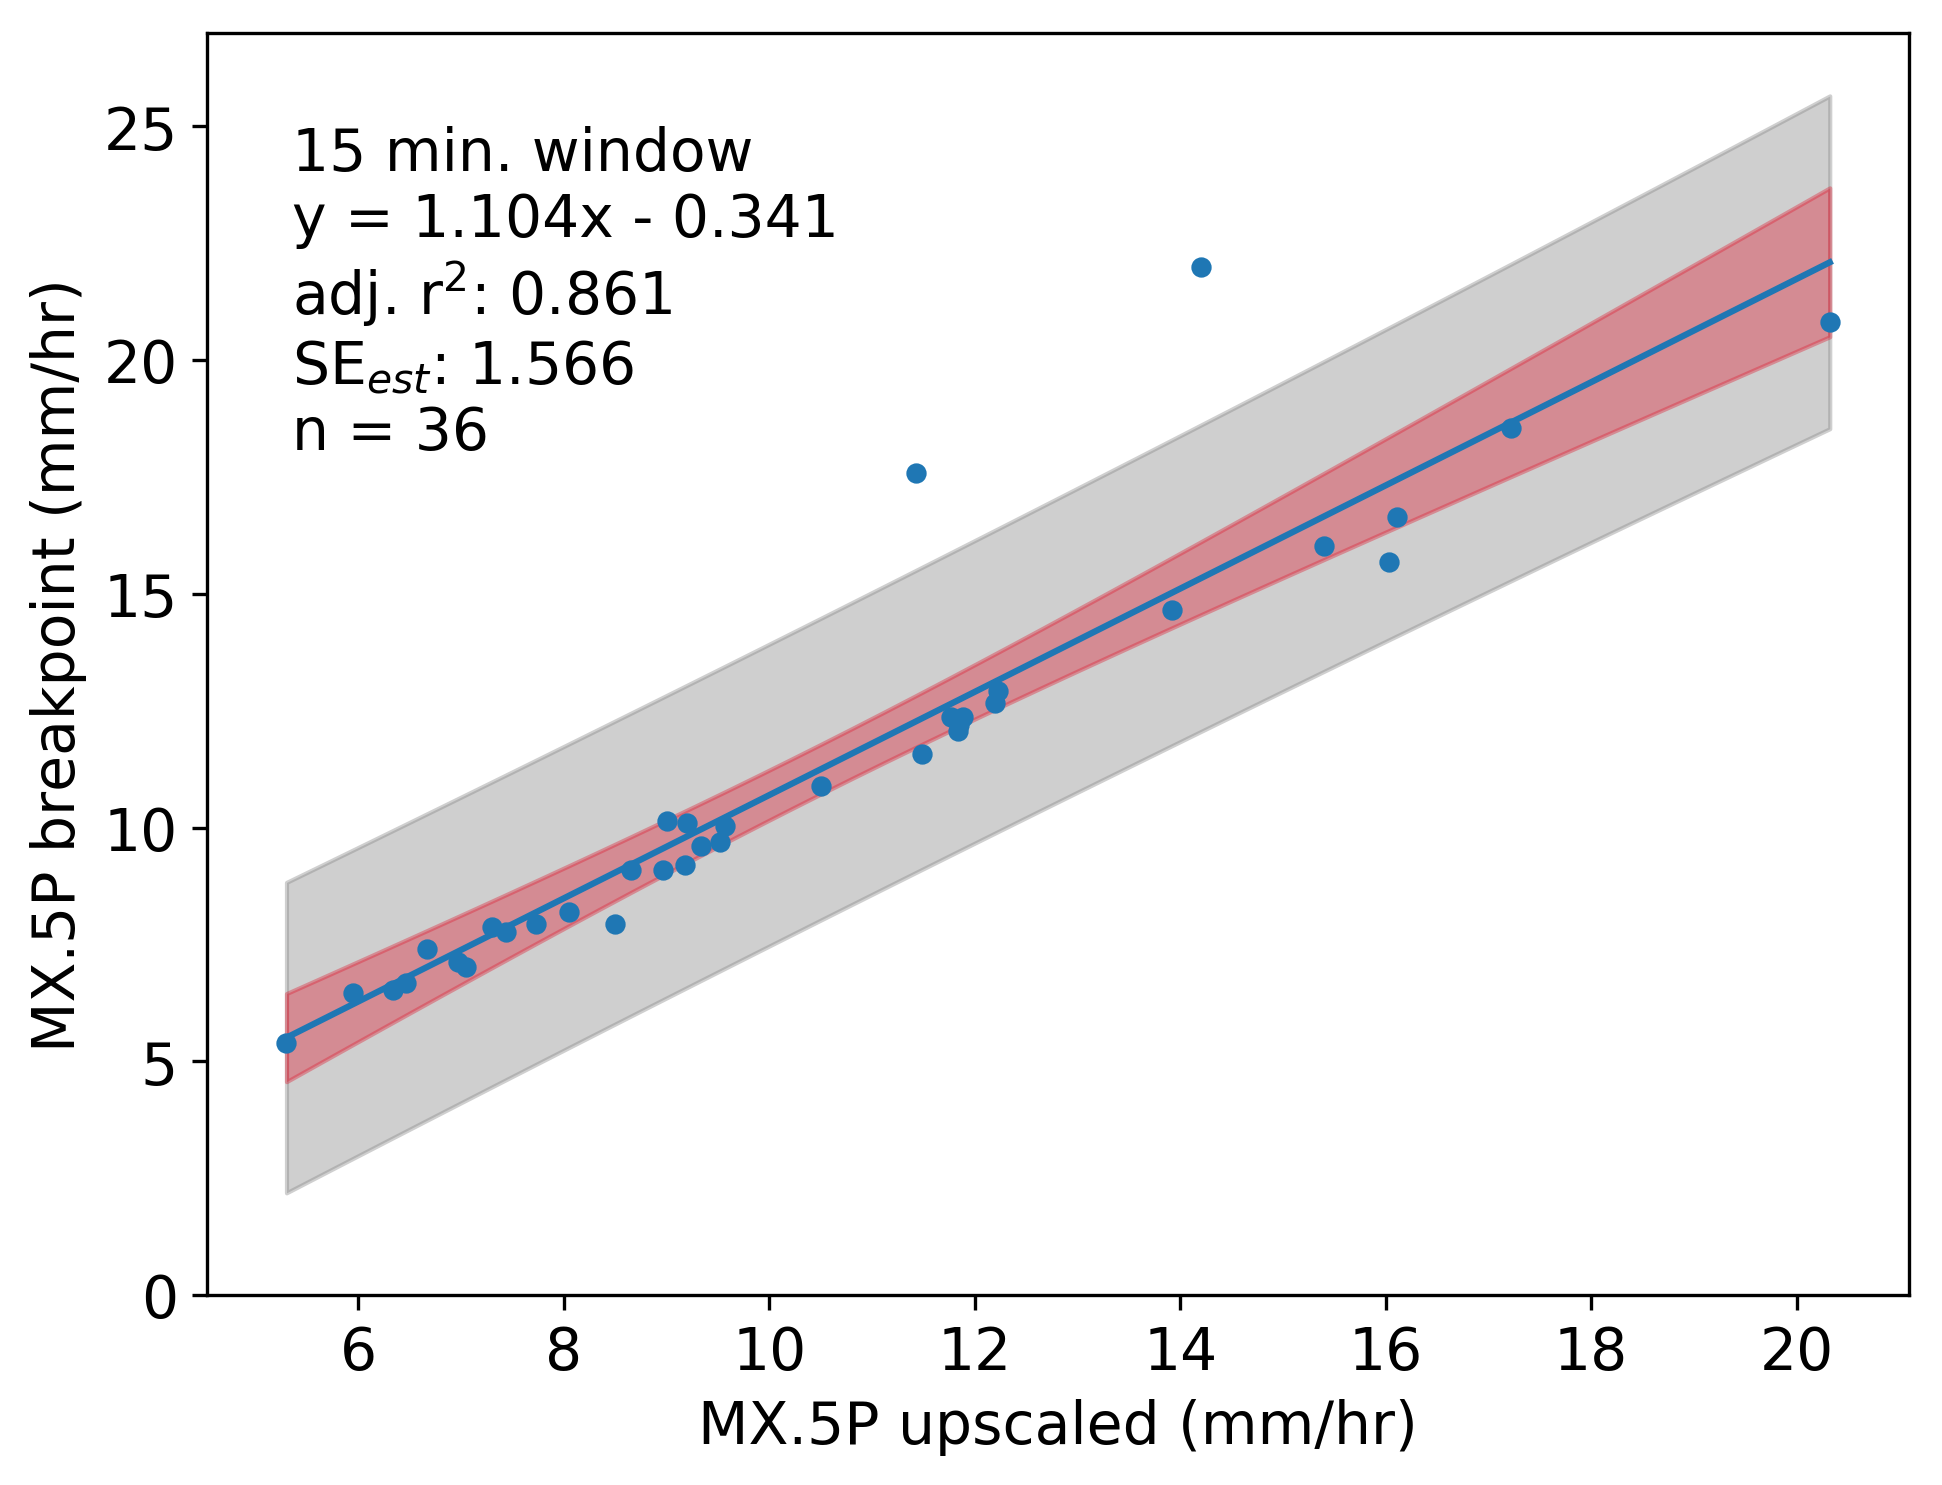 15 min. window
y = 1.104x - 0.341
adj. r²: 0.861
SEest: 1.566
n = 36
MX.5P breakpoint (mm/hr)
25
20
15
10
5
0
6 8 10 12 14 16 18 20
MX.5P upscaled (mm/hr)